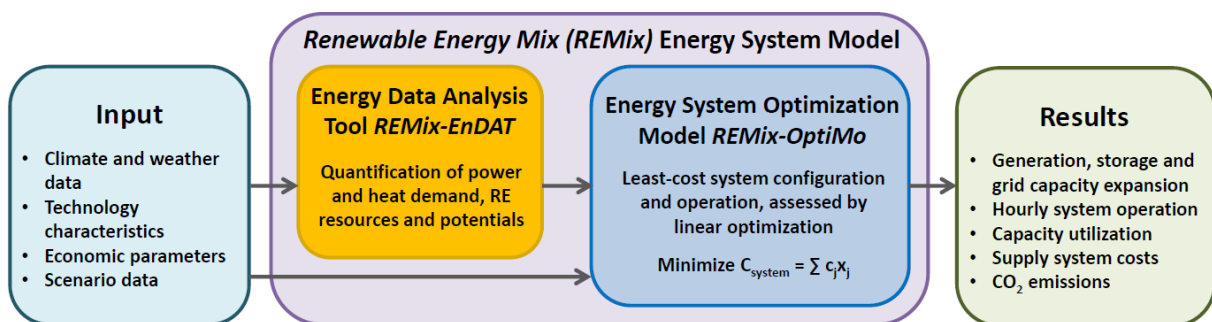 Renewable Energy Mix (REMix) Energy System Model
Input
• Climate and weather
data
• Technology
characteristics
• Economic parameters
• Scenario data
Energy Data Analysis
Tool REMix-EnDAT
Quantification of power
and heat demand, RE
resources and potentials
Energy System Optimization
Model REMix-OptiMo
Least-cost system configuration
and operation, assessed by
linear optimization
Minimize C_system = ∑ c_j x_j
Results
• Generation, storage and
grid capacity expansion
• Hourly system operation
• Capacity utilization
• Supply system costs
• CO₂ emissions